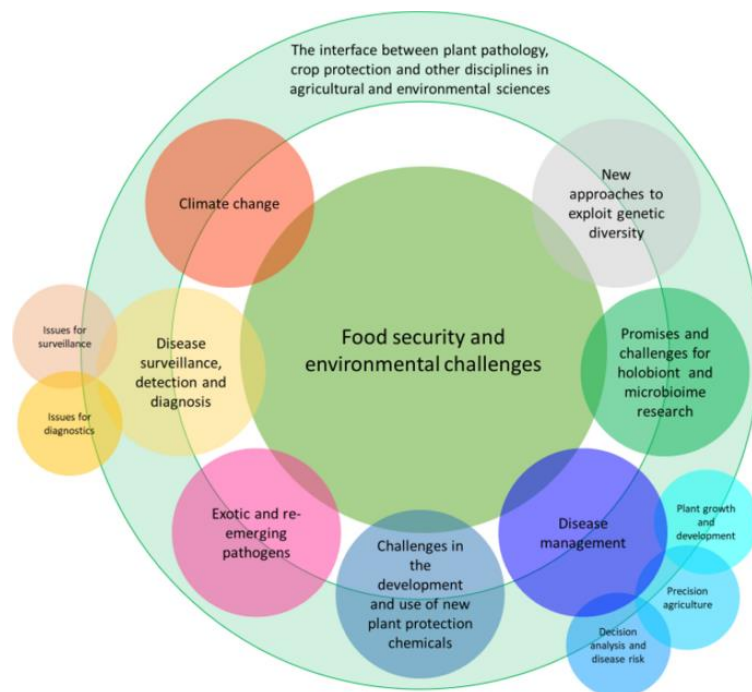 The interface between plant pathology,
crop protection and other disciplines in
agricultural and environmental sciences
Climate change
New
approaches to
exploit genetic
diversity
Issues for
surveillance
Disease
surveillance,
detection and
diagnosis
Issues for
diagnostics
Food security and
environmental challenges
Promises and
challenges for
holobiont and
microbioime
research
Exotic and re-
emerging
pathogens
Challenges in
the
development
and use of new
plant protection
chemicals
Disease
management
Plant growth
and
development
Precision
agriculture
Decision
analysis and
disease risk